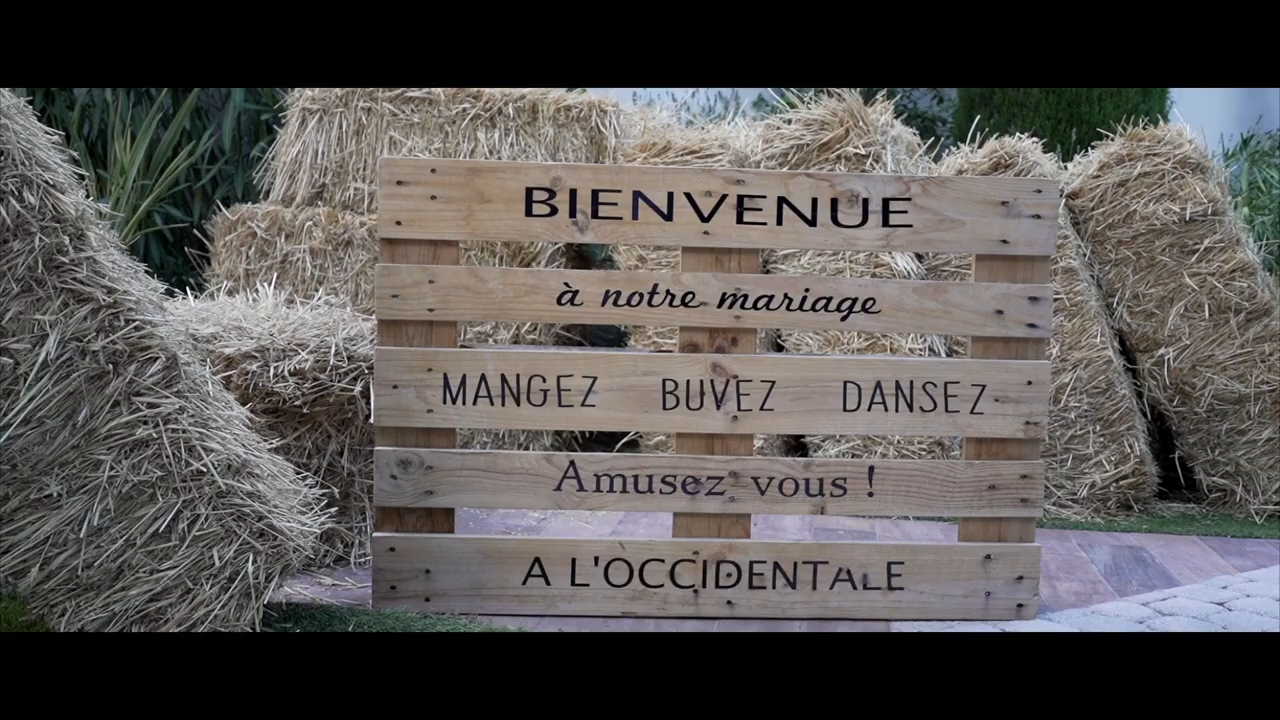 BIENVENUE
à notre mariage
MANGEZ BUVEZ DANSEZ
Amusez vous !
A L'OCCIDENTALE